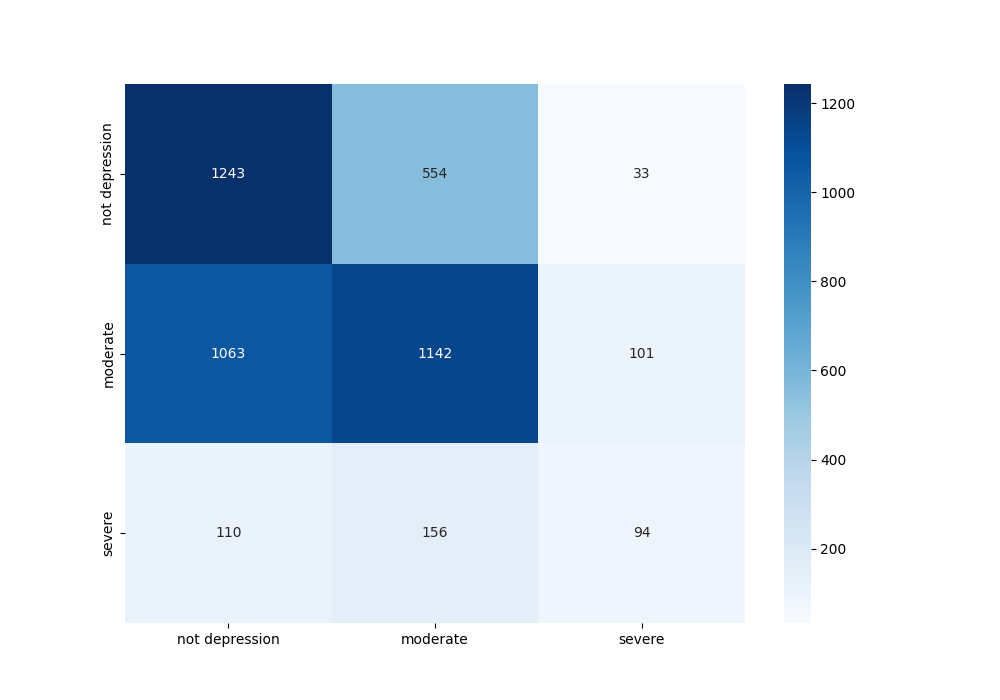 not depression
1243 554 33
moderate
1063 1142 101
severe
110 156 94
not depression moderate severe
1200
1000
800
600
400
200